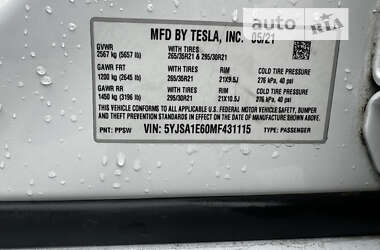 auto RIA
MFD BY TESLA, INC. 05/21
GVWR
2567 kg (5657 lb) WITH TIRES 265/35R21 & 295/30R21
GAWR FRT WITH TIRES RIM COLD TIRE PRESSURE
1200 kg (2645 lb) 265/35R21 21X9.5J 276 kPa, 40 psi
GAWR RR WITH TIRES RIM COLD TIRE PRESSURE
1450 kg (3196 lb) 295/30R21 21X10.5J 276 kPa, 40 psi
THIS VEHICLE CONFORMS TO ALL APPLICABLE U.S. FEDERAL MOTOR VEHICLE SAFETY, BUMPER
AND THEFT PREVENTION STANDARDS IN EFFECT ON THE DATE OF MANUFACTURE SHOWN ABOVE.
PNT: PPSW VIN: 5YJSA1E60MF431115 TYPE: PASSENGER